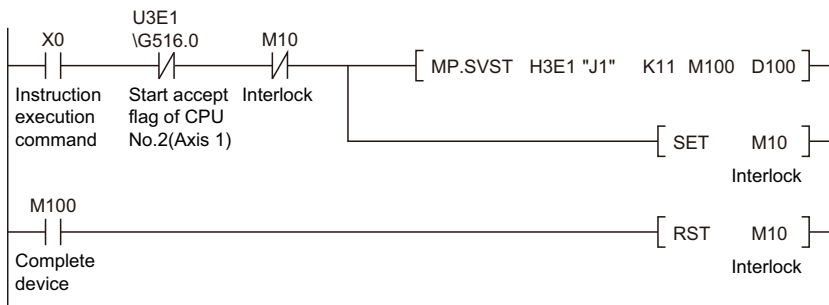 U3E1
X0 \G516.0 M10
MP.SVST H3E1 "J1" K11 M100 D100
Instruction execution command
Start accept flag of CPU No.2(Axis 1)
Interlock
SET M10
Interlock
M100
RST M10
Complete device
Interlock